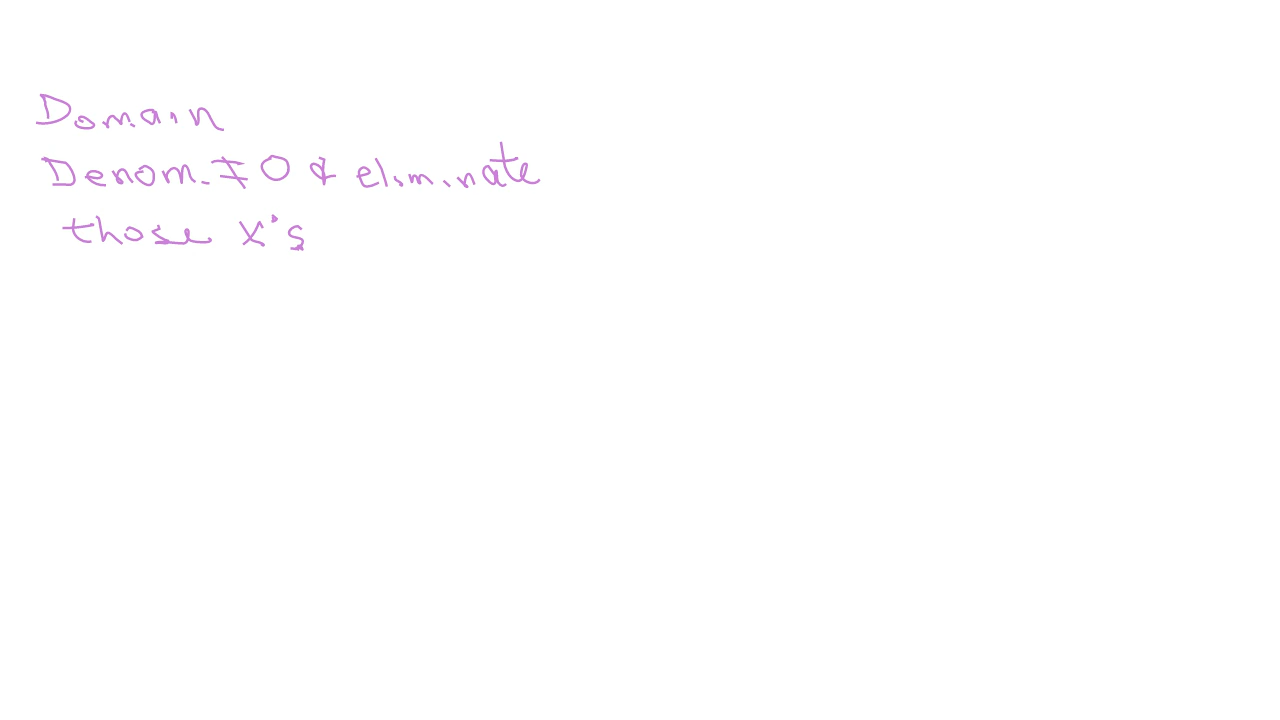 Domain
Denom. ≠ 0 & eliminate
those x's